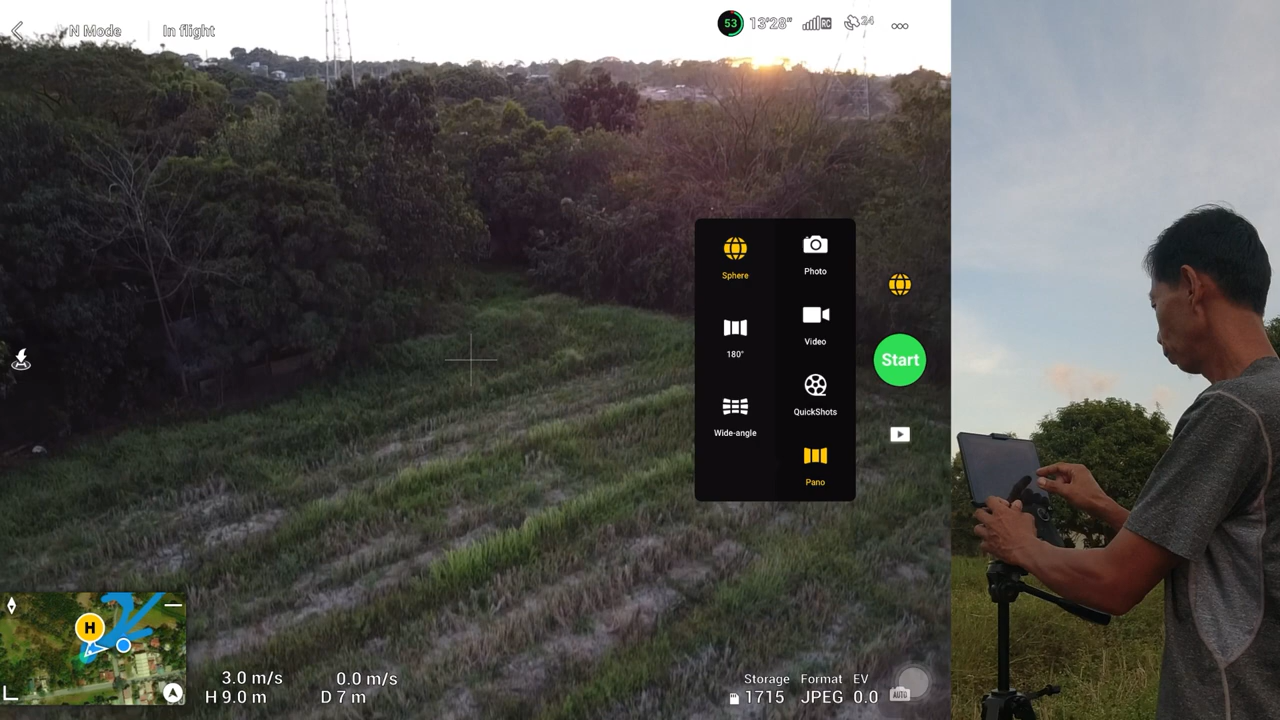 N Mode
In flight
53 13'28" RC 24
Sphere
Photo
180°
Video
Wide-angle
QuickShots
Pano
Start
H
3.0 m/s 0.0 m/s
H 9.0 m D 7 m
Storage Format EV
1715 JPEG 0.0
AUTO